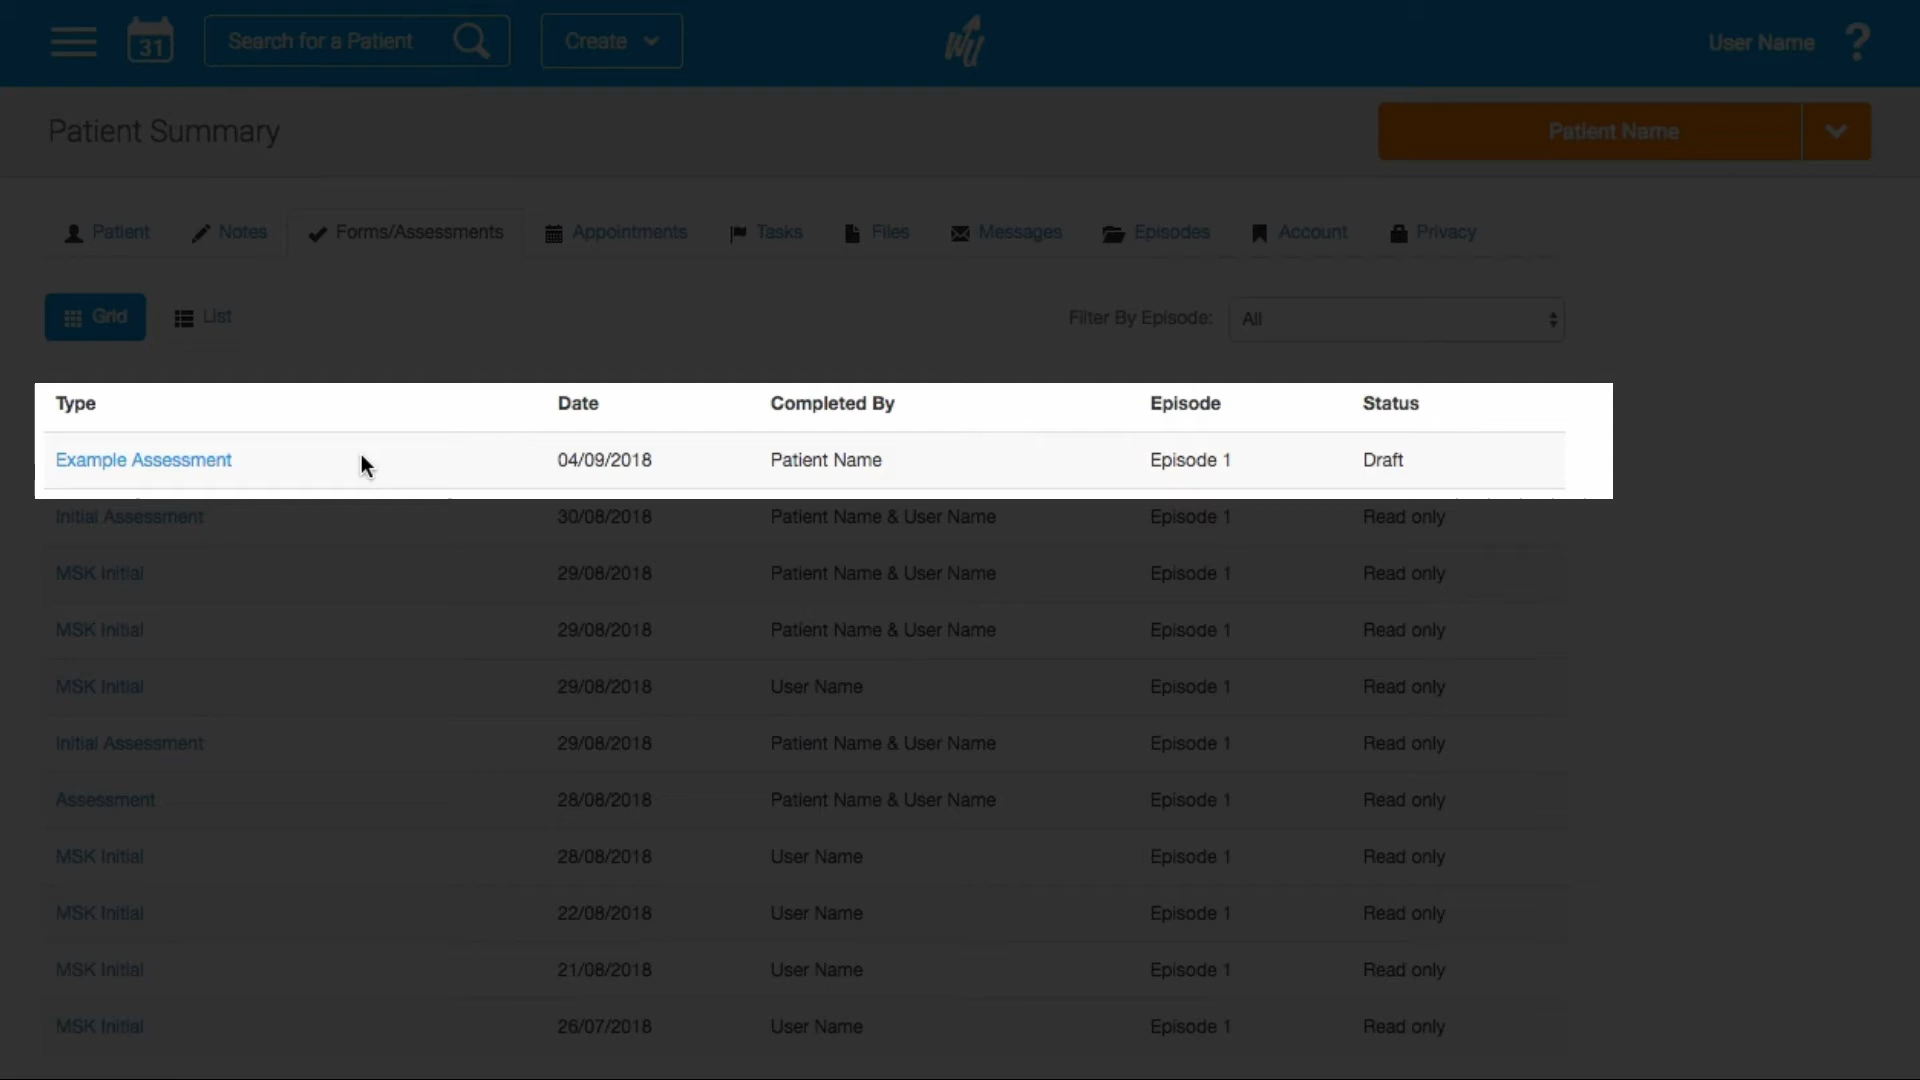 31 Search for a Patient Create User Name ?
Patient Summary Patient Name
Patient Notes Forms/Assessments Appointments Tasks Files Messages Episodes Account Privacy
Grid List Filter By Episode: All
Type Date Completed By Episode Status
Example Assessment 04/09/2018 Patient Name Episode 1 Draft
Initial Assessment 30/08/2018 Patient Name & User Name Episode 1 Read only
MSK Initial 29/08/2018 Patient Name & User Name Episode 1 Read only
MSK Initial 29/08/2018 Patient Name & User Name Episode 1 Read only
MSK Initial 29/08/2018 User Name Episode 1 Read only
Initial Assessment 29/08/2018 Patient Name & User Name Episode 1 Read only
Assessment 28/08/2018 Patient Name & User Name Episode 1 Read only
MSK Initial 28/08/2018 User Name Episode 1 Read only
MSK Initial 22/08/2018 User Name Episode 1 Read only
MSK Initial 21/08/2018 User Name Episode 1 Read only
MSK Initial 26/07/2018 User Name Episode 1 Read only